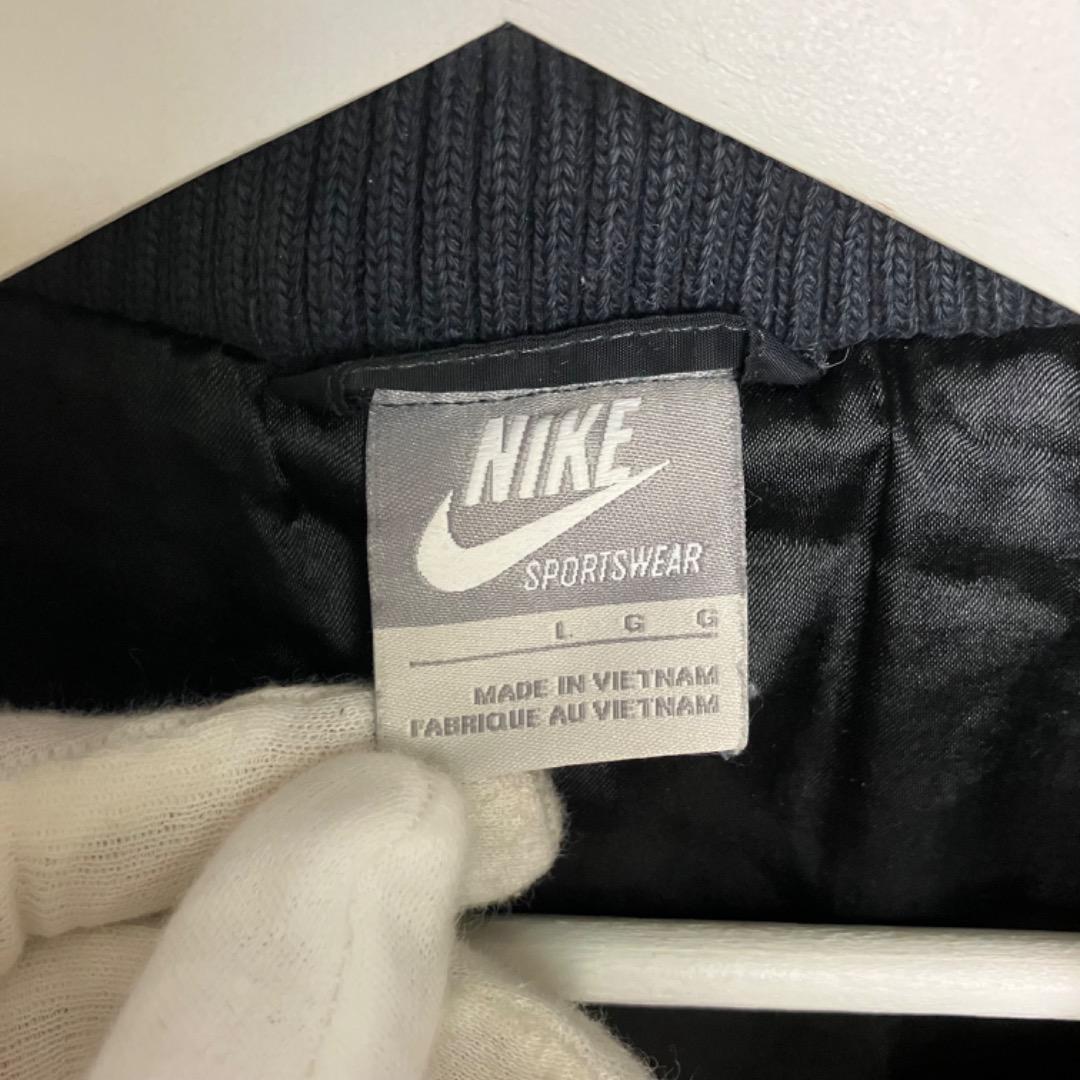 NIKE
SPORTSWEAR
L G G
MADE IN VIETNAM
FABRIQUE AU VIETNAM